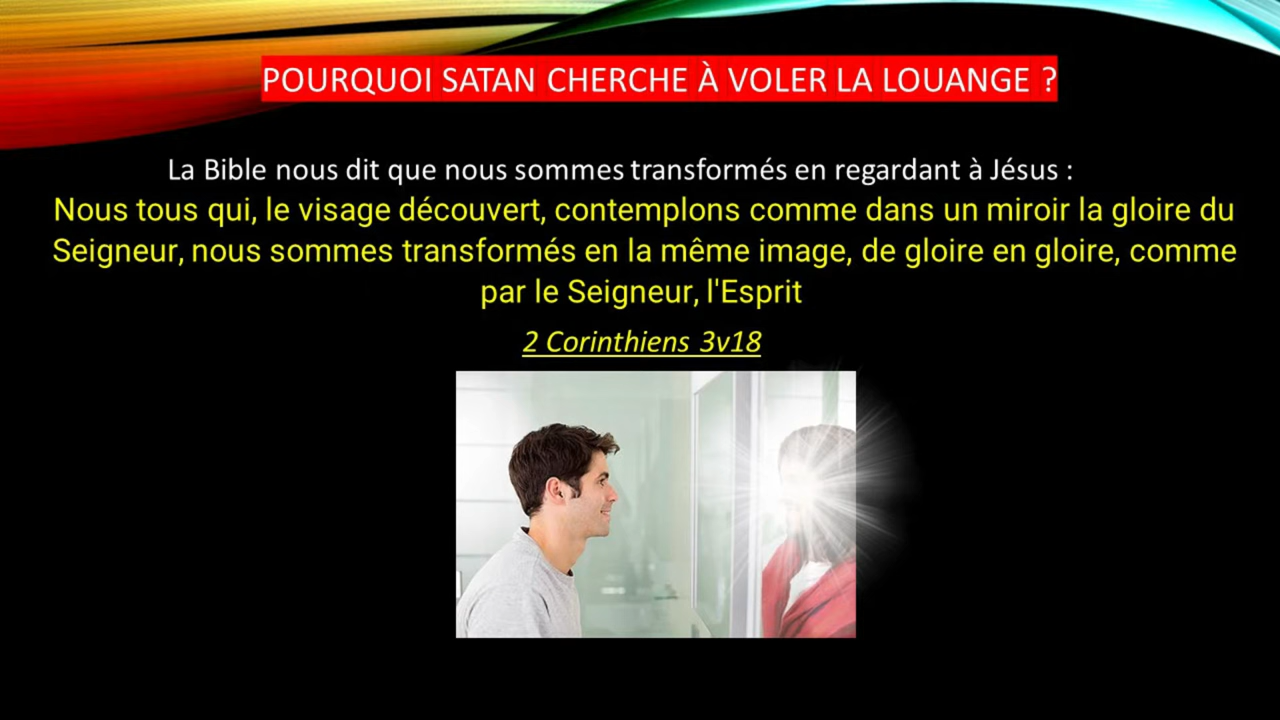 POURQUOI SATAN CHERCHE À VOLER LA LOUANGE ?
La Bible nous dit que nous sommes transformés en regardant à Jésus :
Nous tous qui, le visage découvert, contemplons comme dans un miroir la gloire du
Seigneur, nous sommes transformés en la même image, de gloire en gloire, comme
par le Seigneur, l'Esprit
2 Corinthiens 3v18